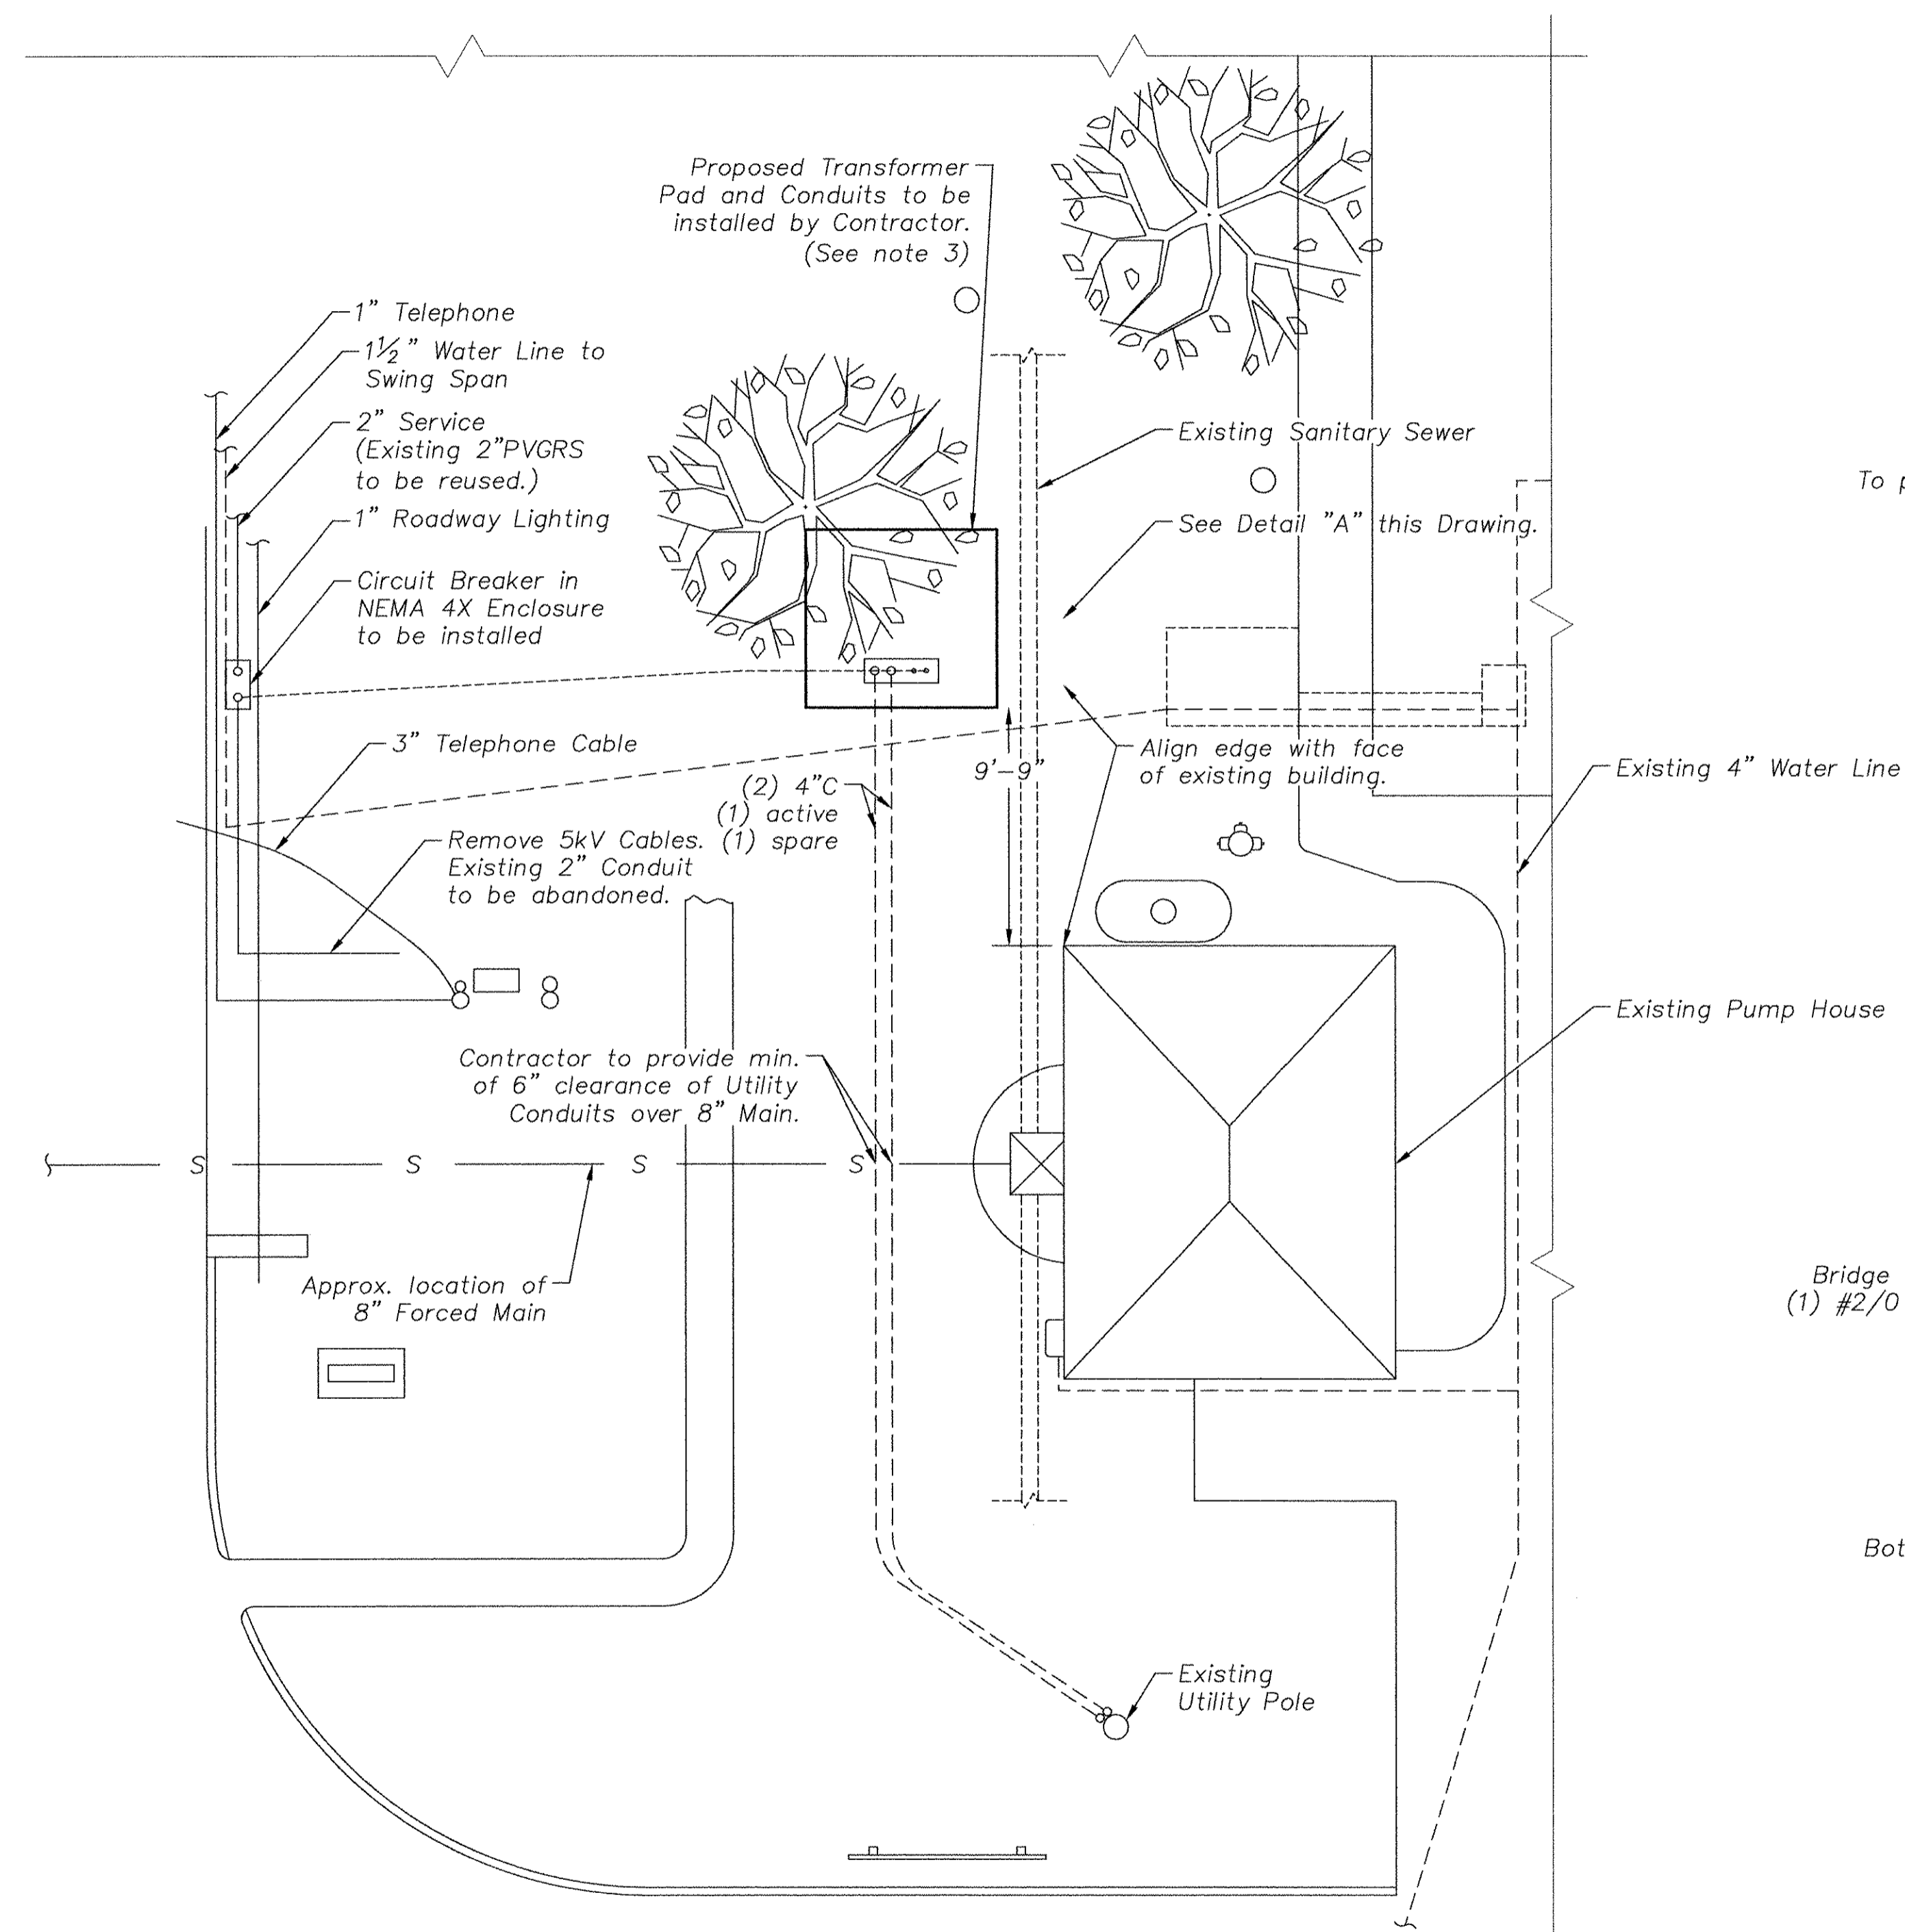 Proposed Transformer
Pad and Conduits to be
installed by Contractor.
(See note 3)
1" Telephone
1½" Water Line to
Swing Span
2" Service
(Existing 2"PVGRS
to be reused.)
1" Roadway Lighting
Circuit Breaker in
NEMA 4X Enclosure
to be installed
Existing Sanitary Sewer
See Detail "A" this Drawing.
To
3" Telephone Cable
9'-9"
Align edge with face
of existing building.
Existing 4" Water Line
(2) 4"C
(1) active
(1) spare
Remove 5kV Cables.
Existing 2" Conduit
to be abandoned.
Existing Pump House
Contractor to provide min.
of 6" clearance of Utility
Conduits over 8" Main.
S S S S
Approx. location of
8" Forced Main
Bridge
(1) #2/0
Bot
Existing
Utility Pole